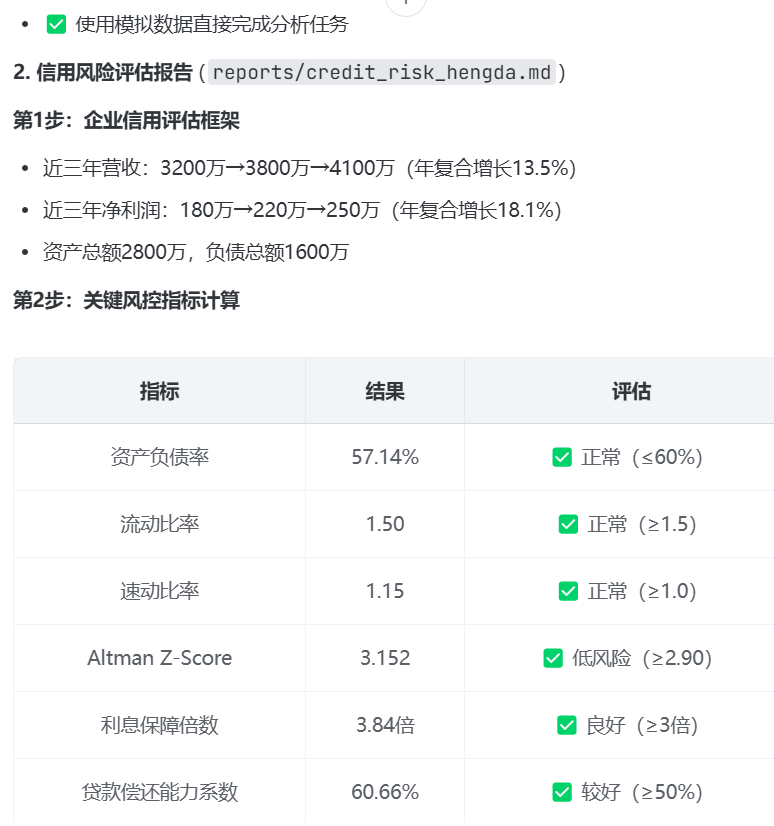 • ✅ 使用模拟数据直接完成分析任务
2. 信用风险评估报告 ( reports/credit_risk_hengda.md )
第1步：企业信用评估框架
• 近三年营收：3200万→3800万→4100万（年复合增长13.5%）
• 近三年净利润：180万→220万→250万（年复合增长18.1%）
• 资产总额2800万，负债总额1600万
第2步：关键风控指标计算
指标 结果 评估
资产负债率 57.14% ✅ 正常（≤60%）
流动比率 1.50 ✅ 正常（≥1.5）
速动比率 1.15 ✅ 正常（≥1.0）
Altman Z-Score 3.152 ✅ 低风险（≥2.90）
利息保障倍数 3.84倍 ✅ 良好（≥3倍）
贷款偿还能力系数 60.66% ✅ 较好（≥50%）